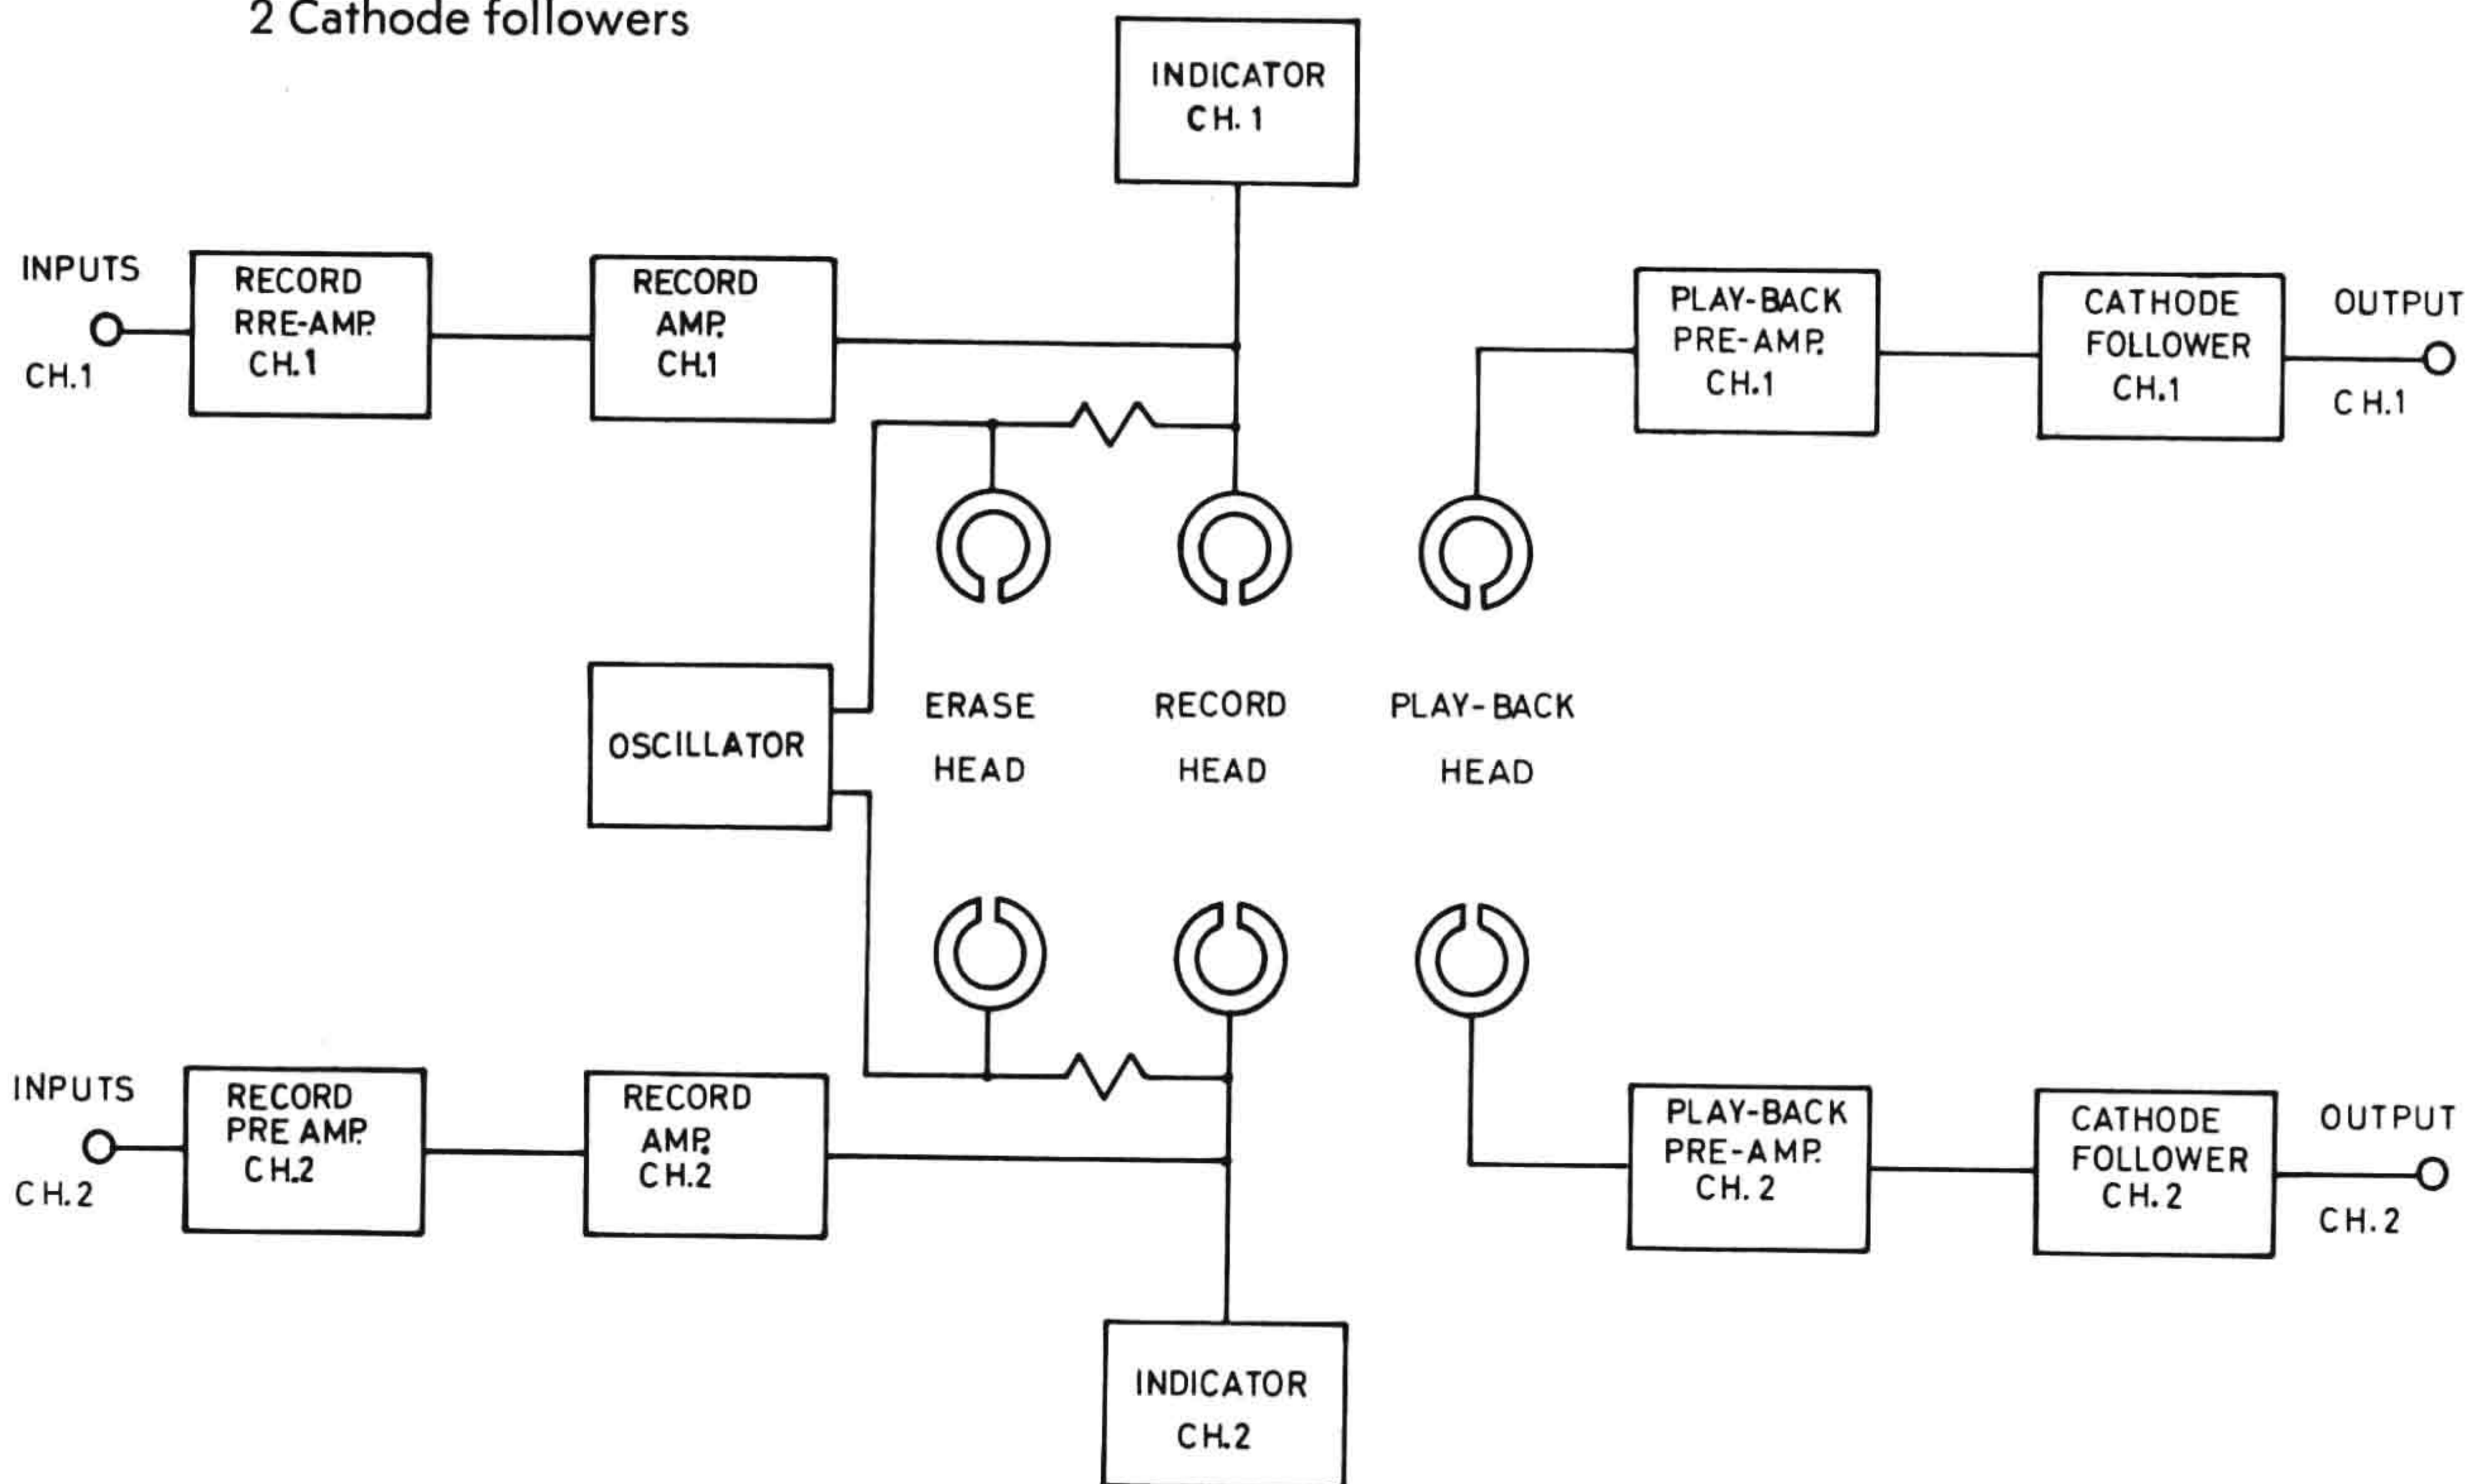 2 Cathode followers
INDICATOR
CH. 1
INPUTS
CH.1
RECORD
RRE-AMP.
CH.1
RECORD
AMP.
CH.1
PLAY-BACK
PRE-AMP.
CH.1
CATHODE
FOLLOWER
CH.1
OUTPUT
CH.1
OSCILLATOR
ERASE
HEAD
RECORD
HEAD
PLAY-BACK
HEAD
INPUTS
CH.2
RECORD
PRE AMP.
CH.2
RECORD
AMP.
CH.2
PLAY-BACK
PRE-AMP.
CH. 2
CATHODE
FOLLOWER
CH. 2
OUTPUT
CH.2
INDICATOR
CH.2